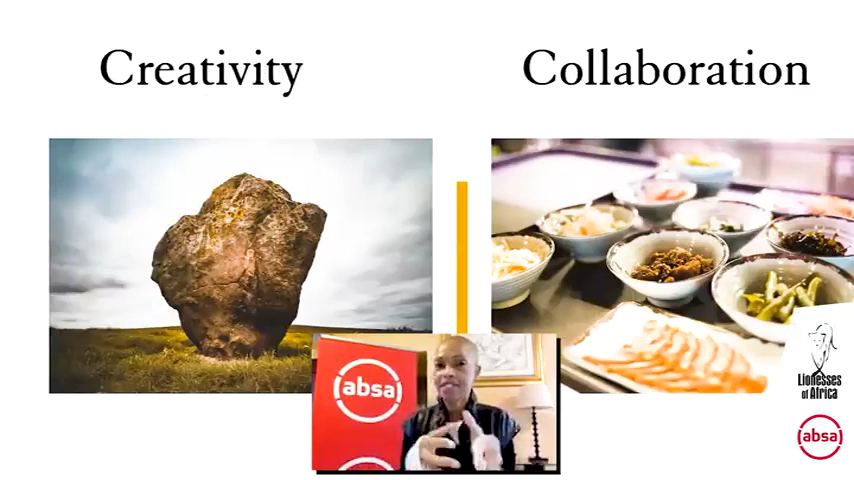 Creativity
Collaboration
absa
Lionesses
of Africa
absa